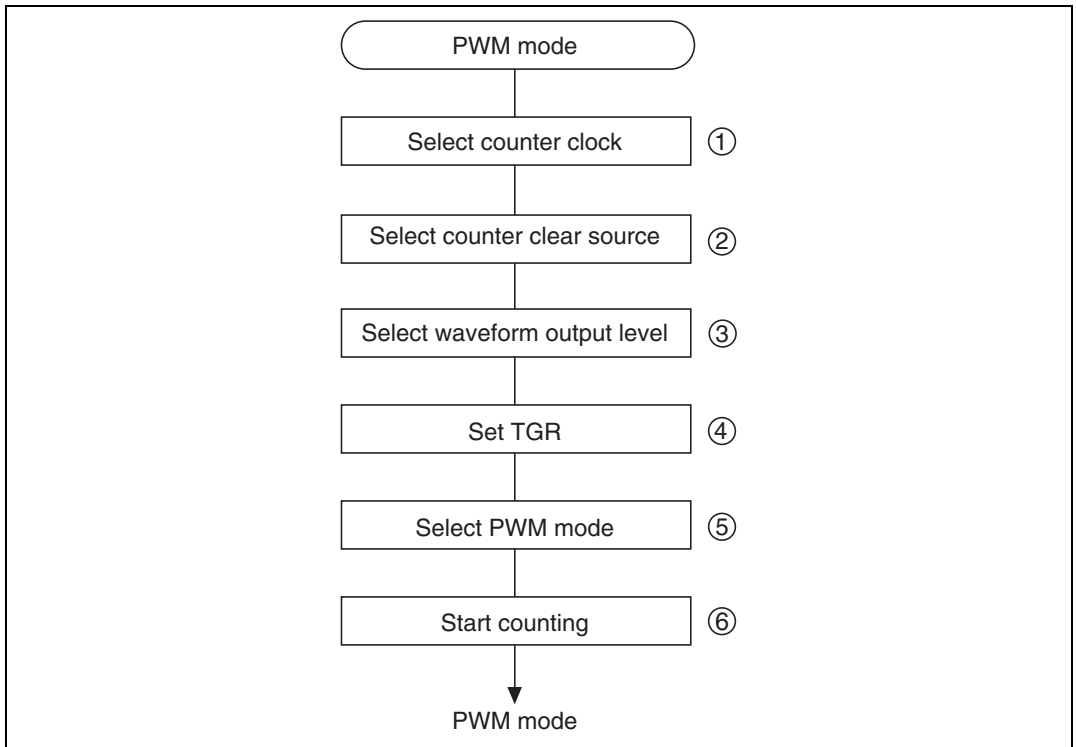 PWM mode
Select counter clock ①
Select counter clear source ②
Select waveform output level ③
Set TGR ④
Select PWM mode ⑤
Start counting ⑥
PWM mode